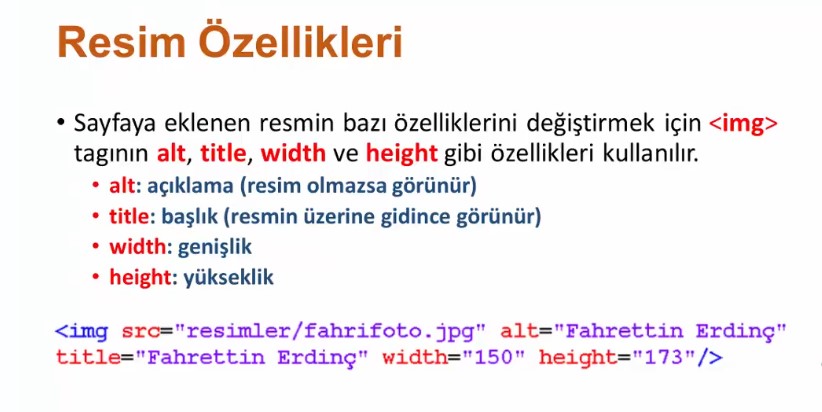 Resim Özellikleri
• Sayfaya eklenen resmin bazı özelliklerini değiştirmek için <img>
tagının alt, title, width ve height gibi özellikleri kullanılır.
• alt: açıklama (resim olmazsa görünür)
• title: başlık (resmin üzerine gidince görünür)
• width: genişlik
• height: yükseklik
<img src="resimler/fahrifoto.jpg" alt="Fahrettin Erdinç"
title="Fahrettin Erdinç" width="150" height="173"/>